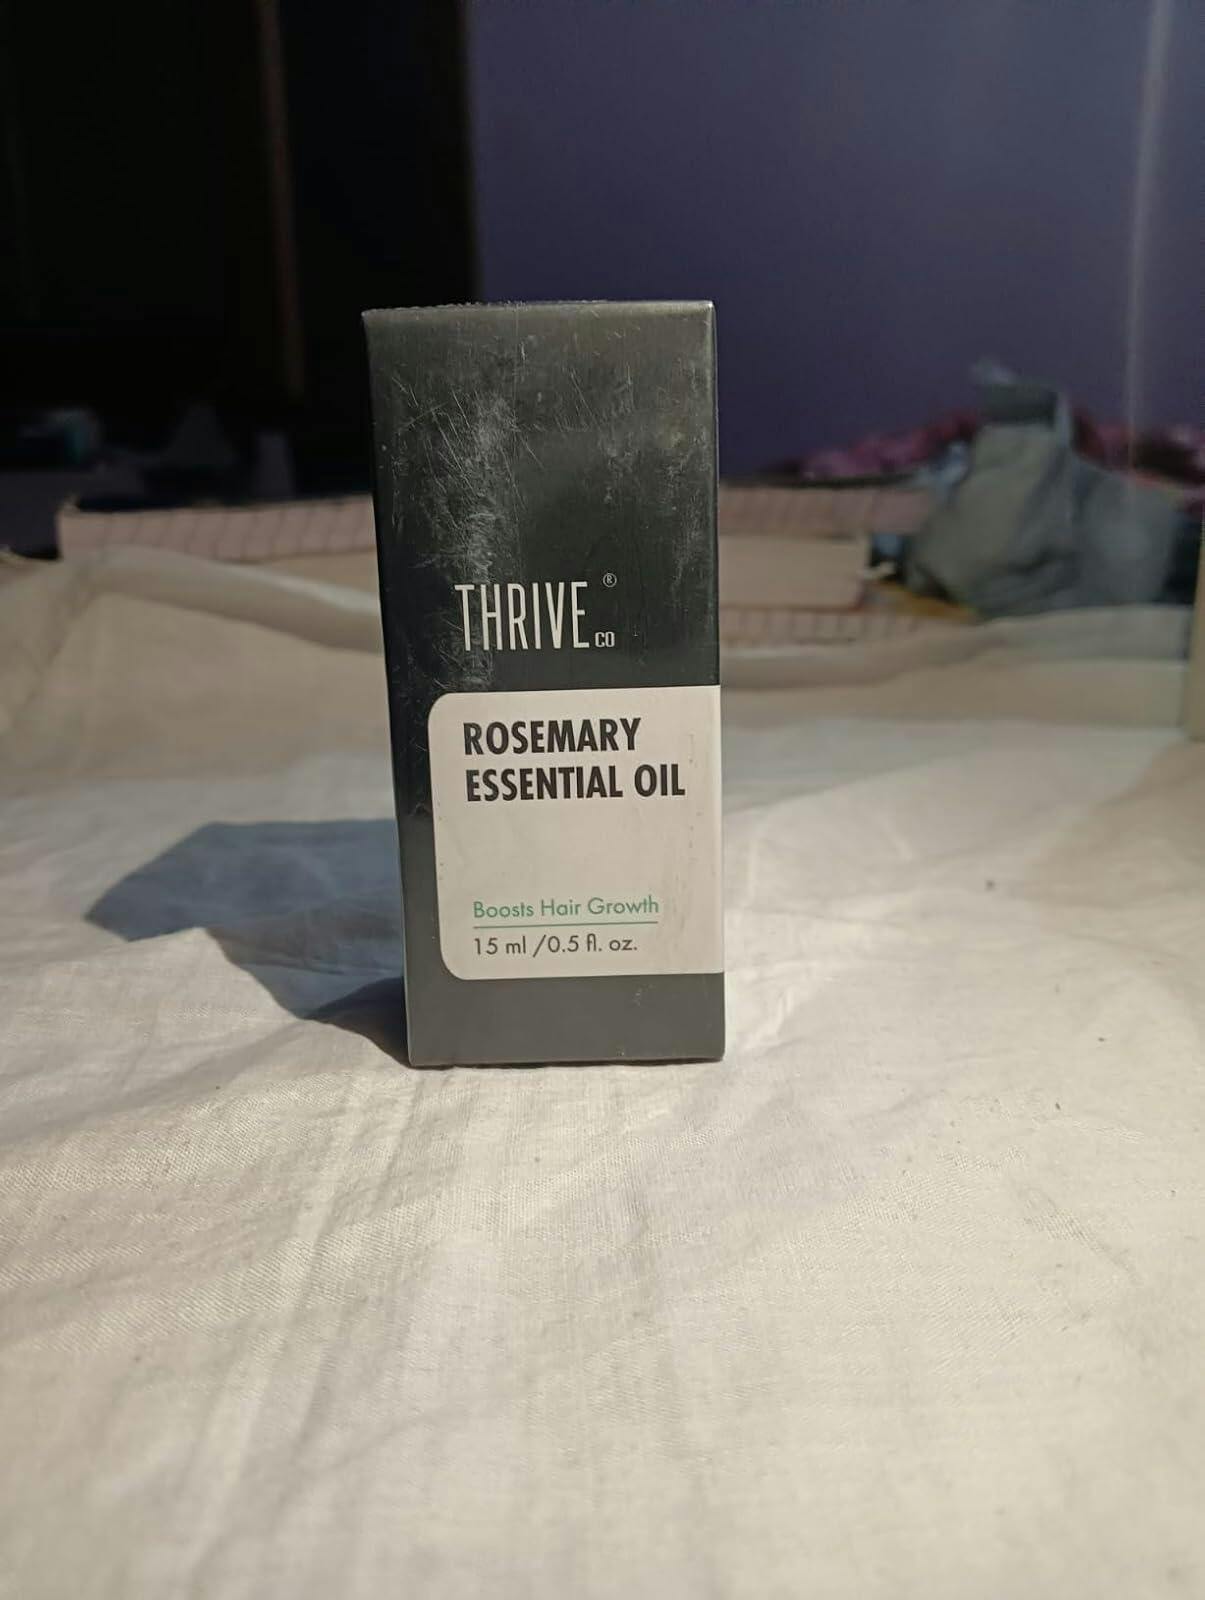 THRIVE CO ®
ROSEMARY
ESSENTIAL OIL
Boosts Hair Growth
15 ml /0.5 fl. oz.